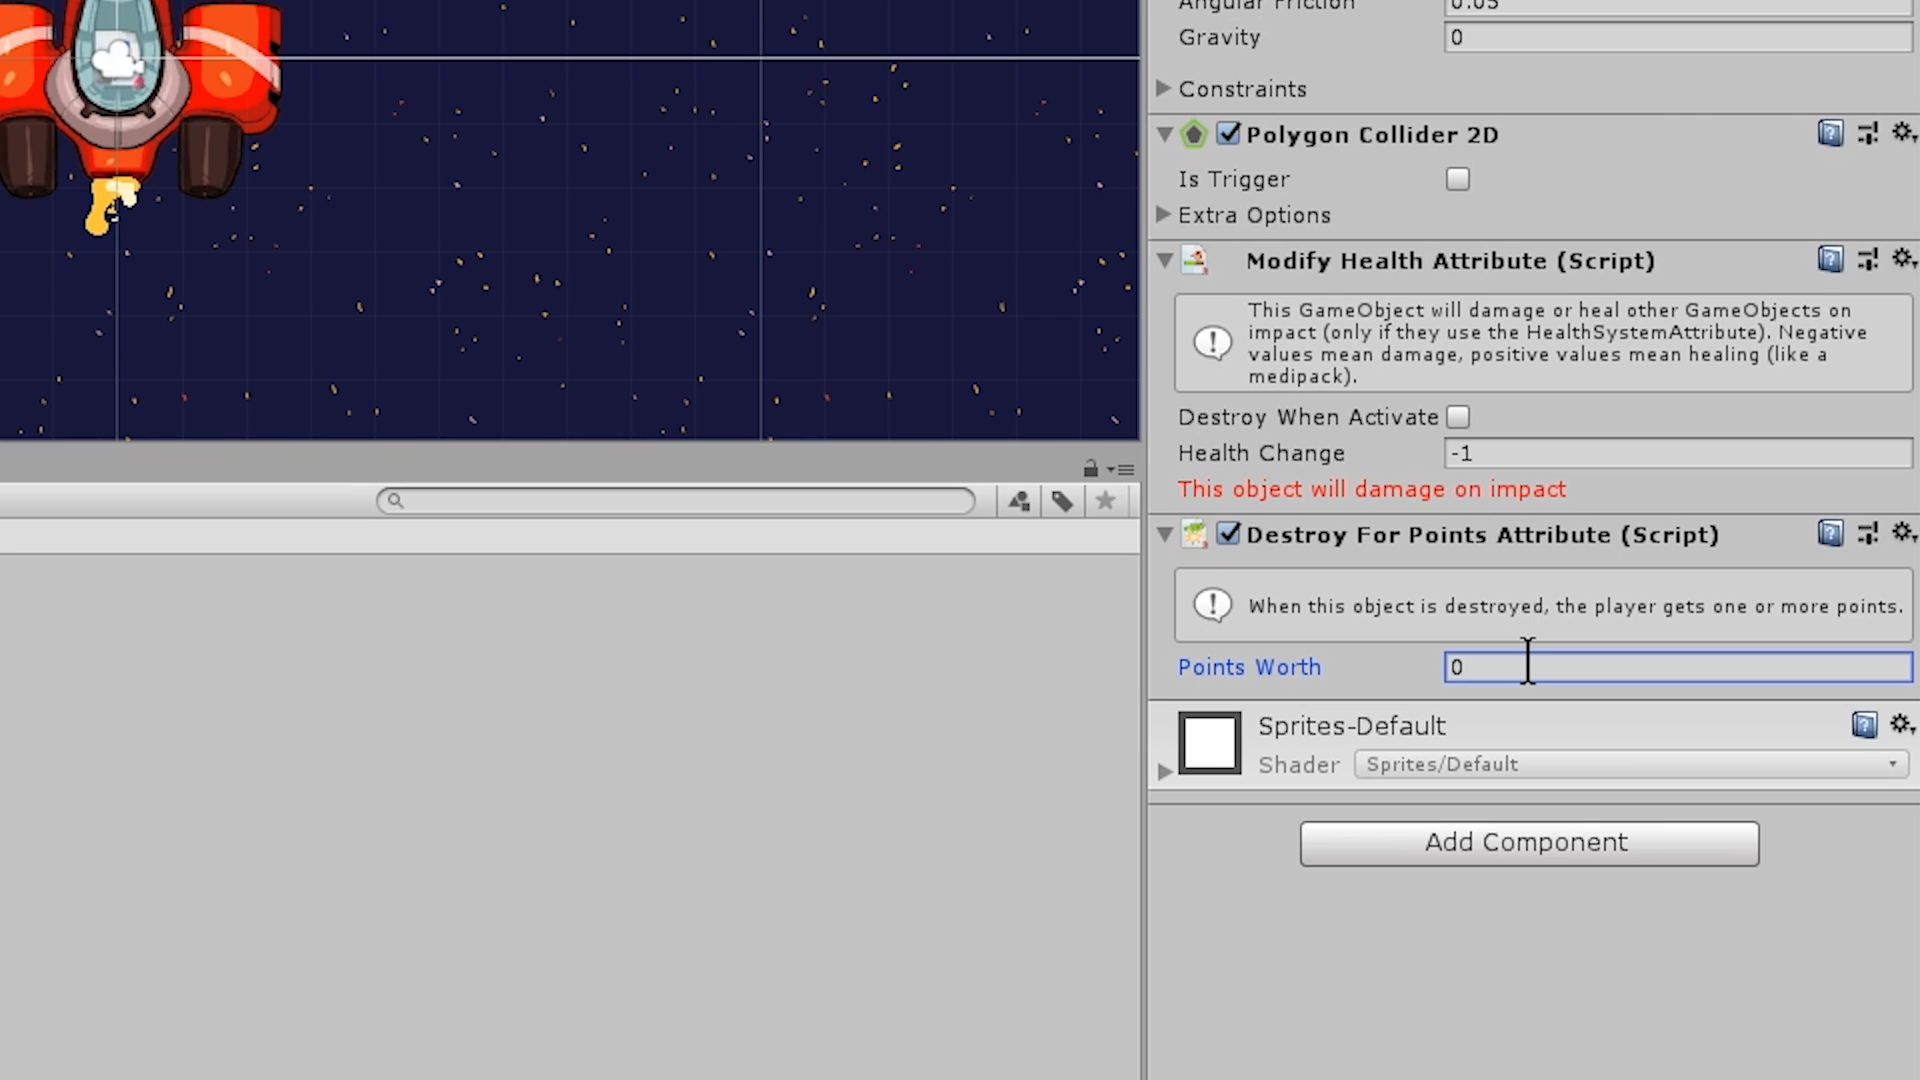 Angular Friction 0.05
Gravity 0
Constraints
Polygon Collider 2D
Is Trigger
Extra Options
Modify Health Attribute (Script)
This GameObject will damage or heal other GameObjects on
impact (only if they use the HealthSystemAttribute). Negative
values mean damage, positive values mean healing (like a
medipack).
Destroy When Activate
Health Change -1
This object will damage on impact
Destroy For Points Attribute (Script)
When this object is destroyed, the player gets one or more points.
Points Worth 0
Sprites-Default
Shader Sprites/Default
Add Component